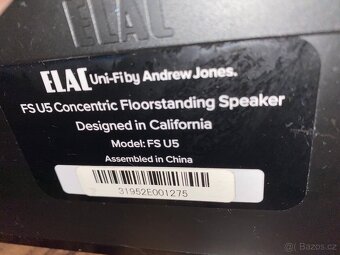 ELAC
ELAC Uni-Fi by Andrew Jones.
FS U5 Concentric Floorstanding Speaker
Designed in California
Model: FS U5
Assembled in China
31952E001275
©bazos.cz